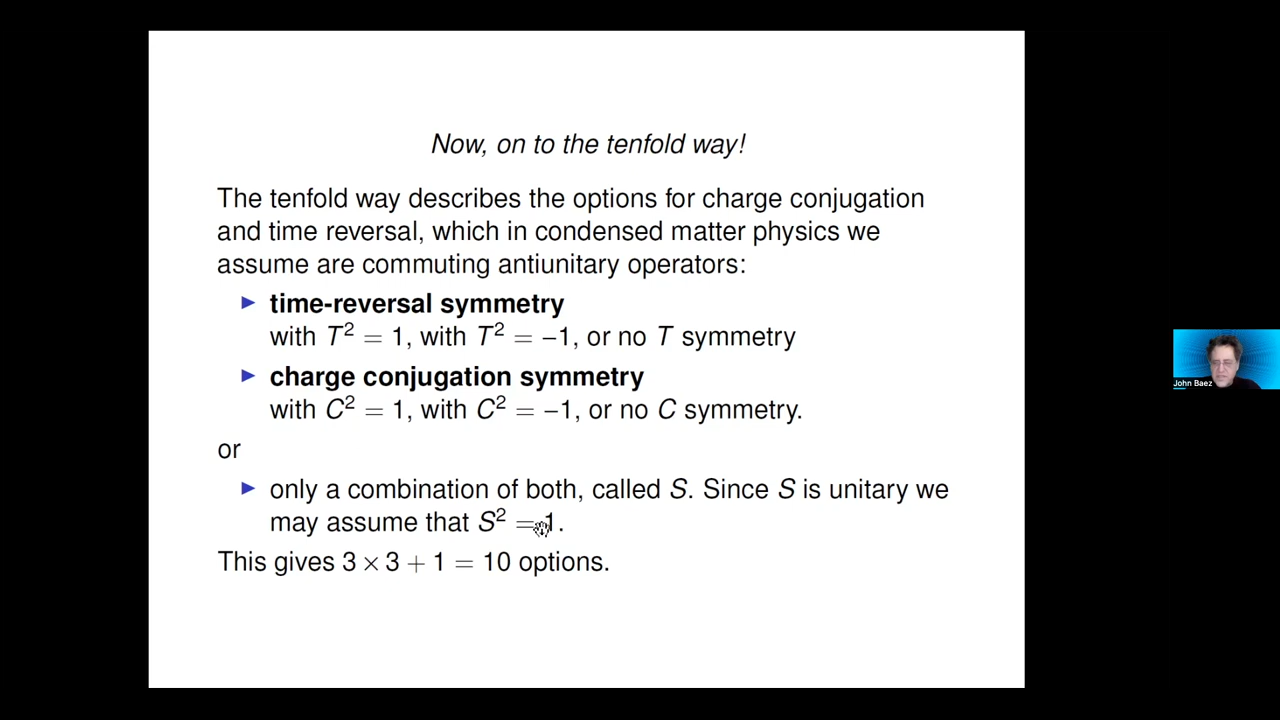 Now, on to the tenfold way!
The tenfold way describes the options for charge conjugation
and time reversal, which in condensed matter physics we
assume are commuting antiunitary operators:
▶ time-reversal symmetry
with T² = 1, with T² = −1, or no T symmetry
▶ charge conjugation symmetry
with C² = 1, with C² = −1, or no C symmetry.
or
▶ only a combination of both, called S. Since S is unitary we
may assume that S² = 1.
This gives 3 × 3 + 1 = 10 options.
John Baez